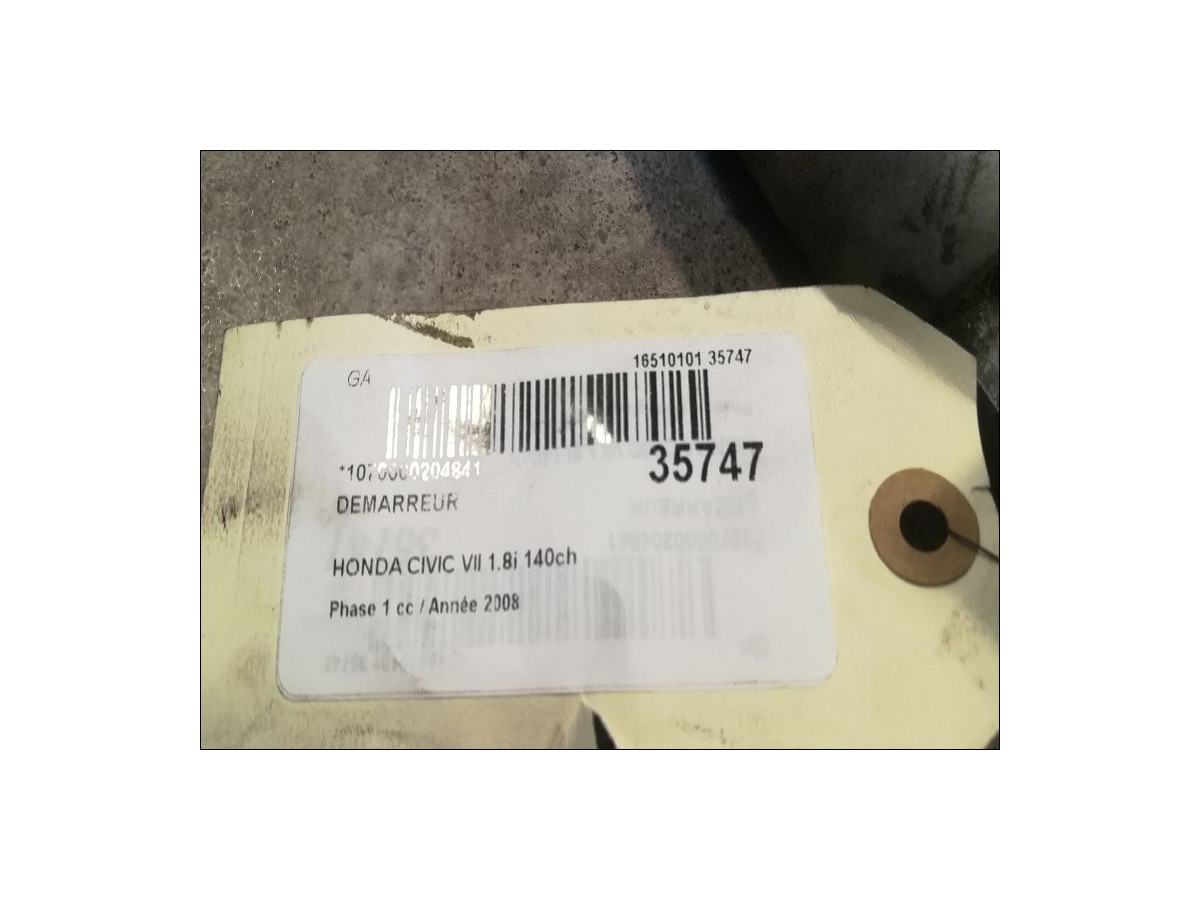 GA
16510101 35747
*1070000204841
35747
DEMARREUR
HONDA CIVIC VII 1.8i 140ch
Phase 1 cc / Année 2008